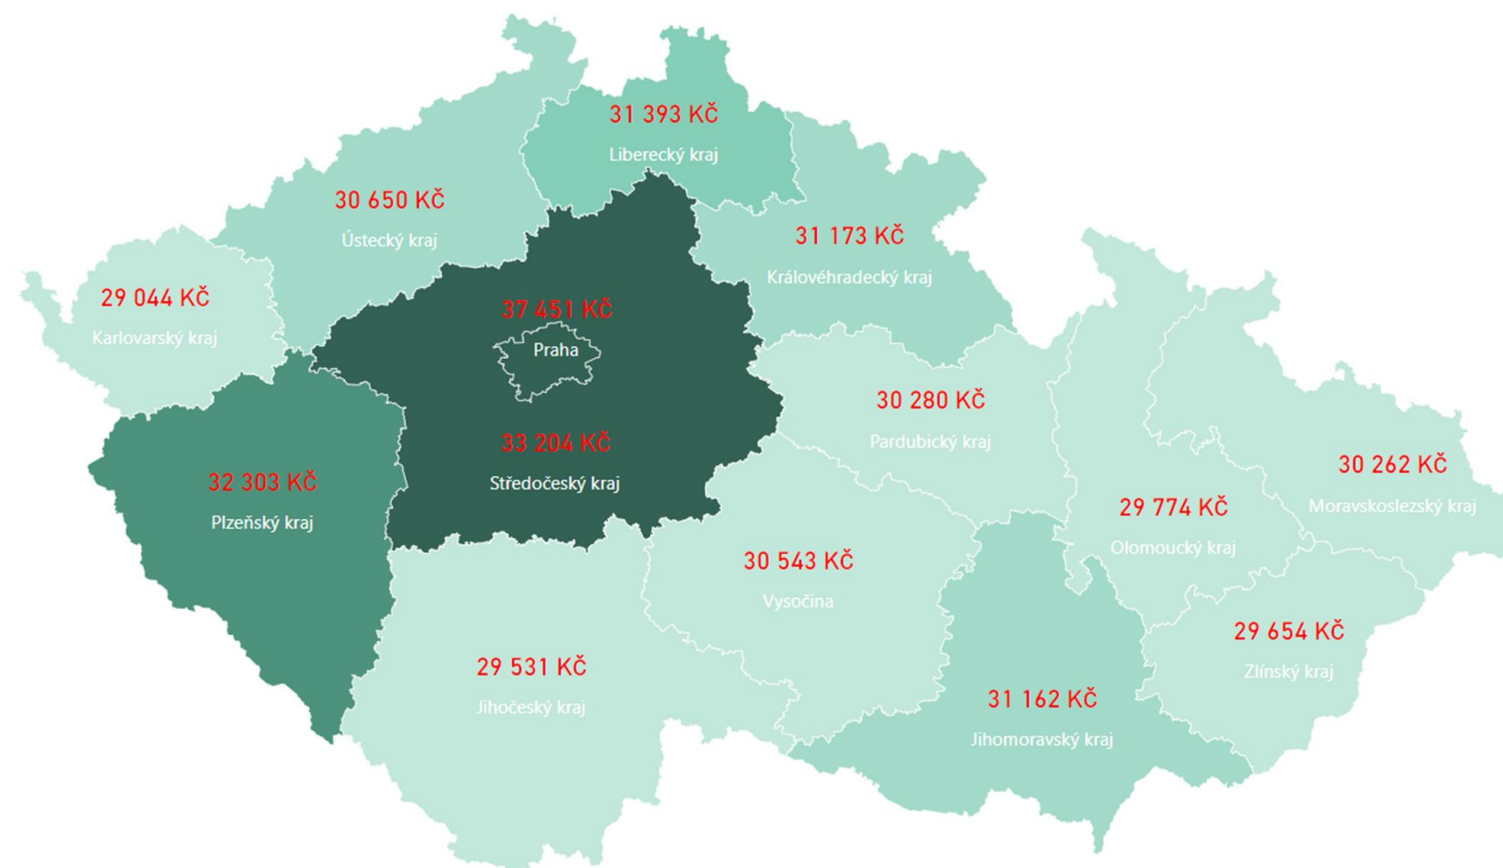 31 393 KČ
Liberecký kraj
30 650 KČ
Ústecký kraj
31 173 KČ
Královéhradecký kraj
29 044 KČ
Karlovarský kraj
37 451 KČ
Praha
30 280 KČ
Pardubický kraj
33 204 KČ
Středočeský kraj
32 303 KČ
Plzeňský kraj
30 262 KČ
Moravskoslezský kraj
29 774 KČ
Olomoucký kraj
30 543 KČ
Vysočina
29 654 KČ
Zlínský kraj
29 531 KČ
Jihočeský kraj
31 162 KČ
Jihomoravský kraj